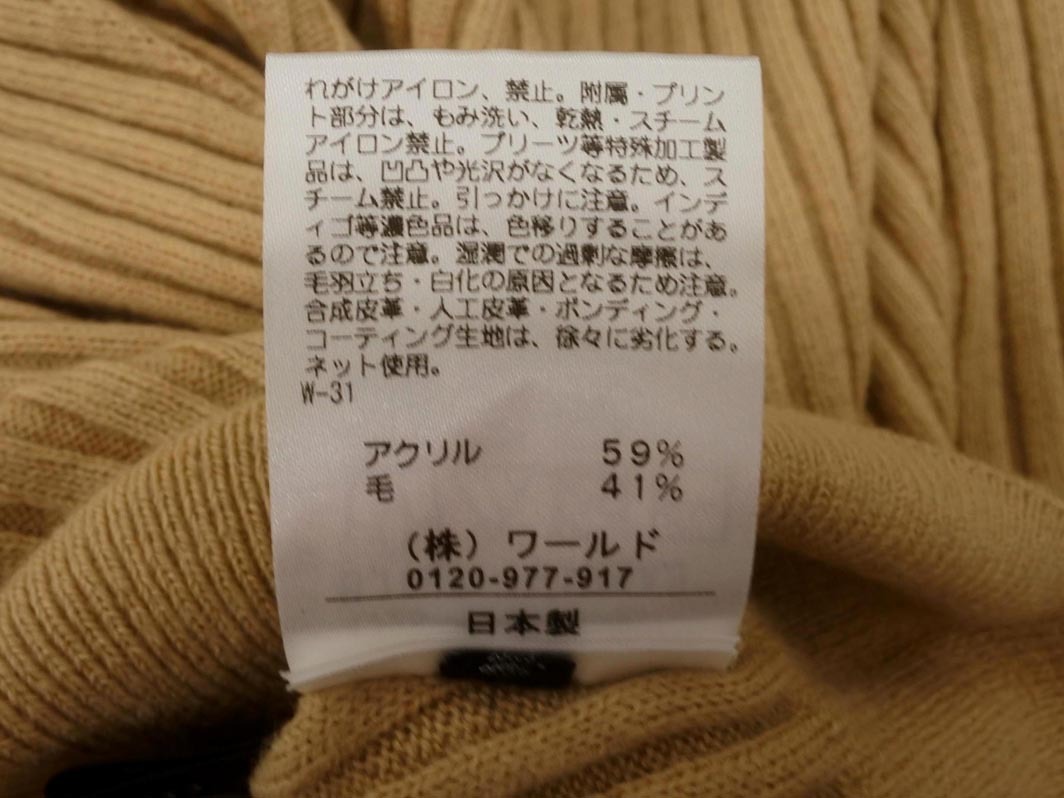 れがけアイロン、禁止。附属・プリン
ト部分は、もみ洗い、乾熱・スチーム
アイロン禁止。プリーツ等特殊加工製
品は、凹凸や光沢がなくなるため、ス
チーム禁止。引っかけに注意。インデ
ィゴ等濃色品は、色移りすることがあ
るので注意。湿潤での過剰な摩擦は、
毛羽立ち・白化の原因となるため注意。
合成皮革・人工皮革・ボンディング・
コーティング生地は、徐々に劣化する。
ネット使用。
W-31
アクリル 59%
毛 41%
(株) ワールド
0120-977-917
日本製